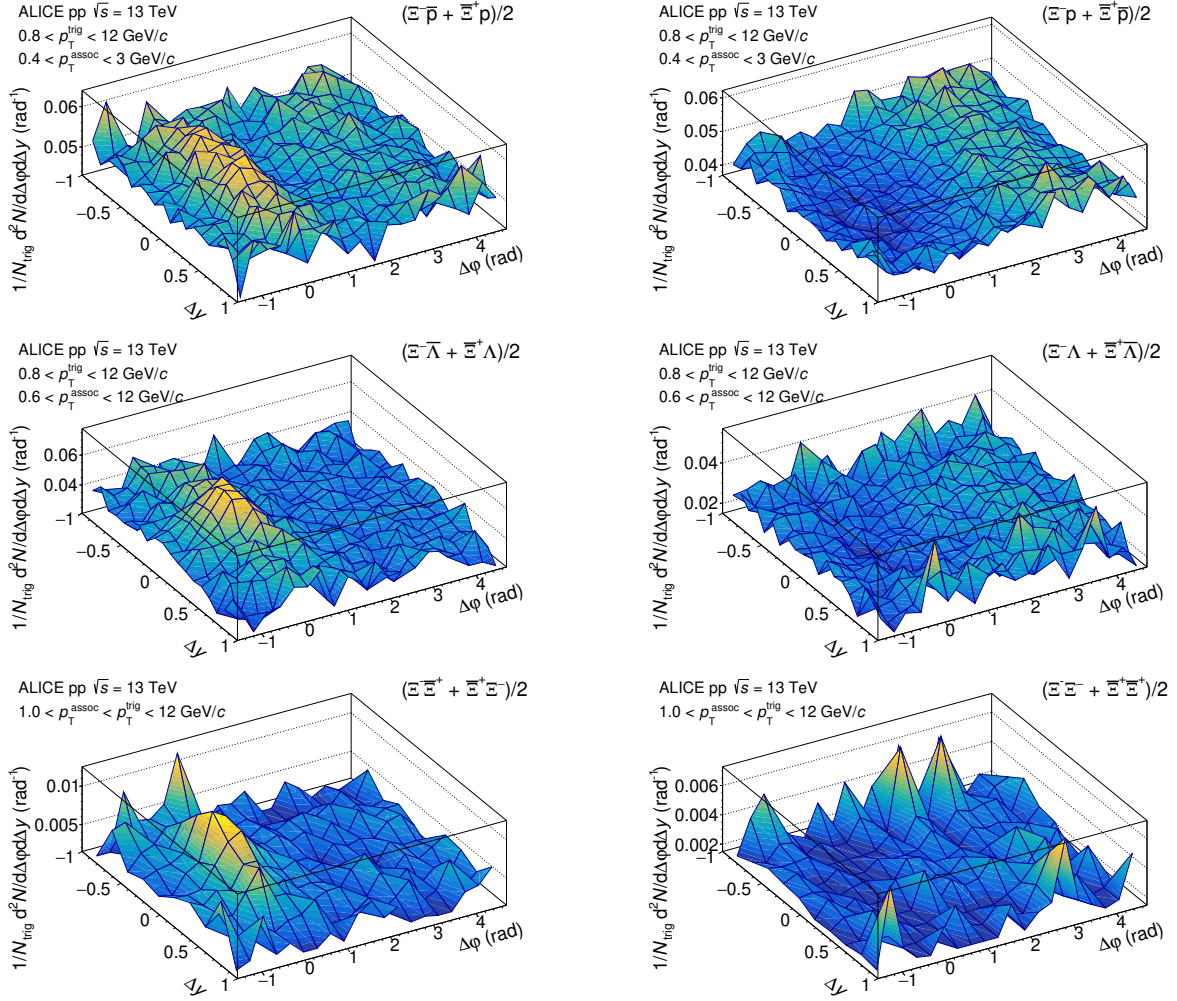 ALICE pp √s = 13 TeV
0.8 < p_T^trig < 12 GeV/c
0.4 < p_T^assoc < 3 GeV/c
(Ξ⁻p̅ + Ξ̅⁺p)/2
1/N_trig d²N/dΔφdΔy (rad⁻¹)
0.06
0.05
−1
−0.5
0
0.5
1
Δy
−1 0 1 2 3 4
Δφ (rad)
ALICE pp √s = 13 TeV
0.8 < p_T^trig < 12 GeV/c
0.4 < p_T^assoc < 3 GeV/c
(Ξ⁻p + Ξ̅⁺p̅)/2
1/N_trig d²N/dΔφdΔy (rad⁻¹)
0.06
0.05
0.04
−1
−0.5
0
0.5
1
Δy
−1 0 1 2 3 4
Δφ (rad)
ALICE pp √s = 13 TeV
0.8 < p_T^trig < 12 GeV/c
0.6 < p_T^assoc < 12 GeV/c
(Ξ⁻Λ̅ + Ξ̅⁺Λ)/2
1/N_trig d²N/dΔφdΔy (rad⁻¹)
0.06
0.04
−1
−0.5
0
0.5
1
Δy
−1 0 1 2 3 4
Δφ (rad)
ALICE pp √s = 13 TeV
0.8 < p_T^trig < 12 GeV/c
0.6 < p_T^assoc < 12 GeV/c
(Ξ⁻Λ + Ξ̅⁺Λ̅)/2
1/N_trig d²N/dΔφdΔy (rad⁻¹)
0.04
0.02
−1
−0.5
0
0.5
1
Δy
−1 0 1 2 3 4
Δφ (rad)
ALICE pp √s = 13 TeV
1.0 < p_T^assoc < p_T^trig < 12 GeV/c
(Ξ⁻Ξ̅⁺ + Ξ̅⁺Ξ⁻)/2
1/N_trig d²N/dΔφdΔy (rad⁻¹)
0.01
0.005
−1
−0.5
0
0.5
1
Δy
−1 0 1 2 3 4
Δφ (rad)
ALICE pp √s = 13 TeV
1.0 < p_T^assoc < p_T^trig < 12 GeV/c
(Ξ⁻Ξ⁻ + Ξ̅⁺Ξ̅⁺)/2
1/N_trig d²N/dΔφdΔy (rad⁻¹)
0.006
0.004
0.002
−1
−0.5
0
0.5
1
Δy
−1 0 1 2 3 4
Δφ (rad)